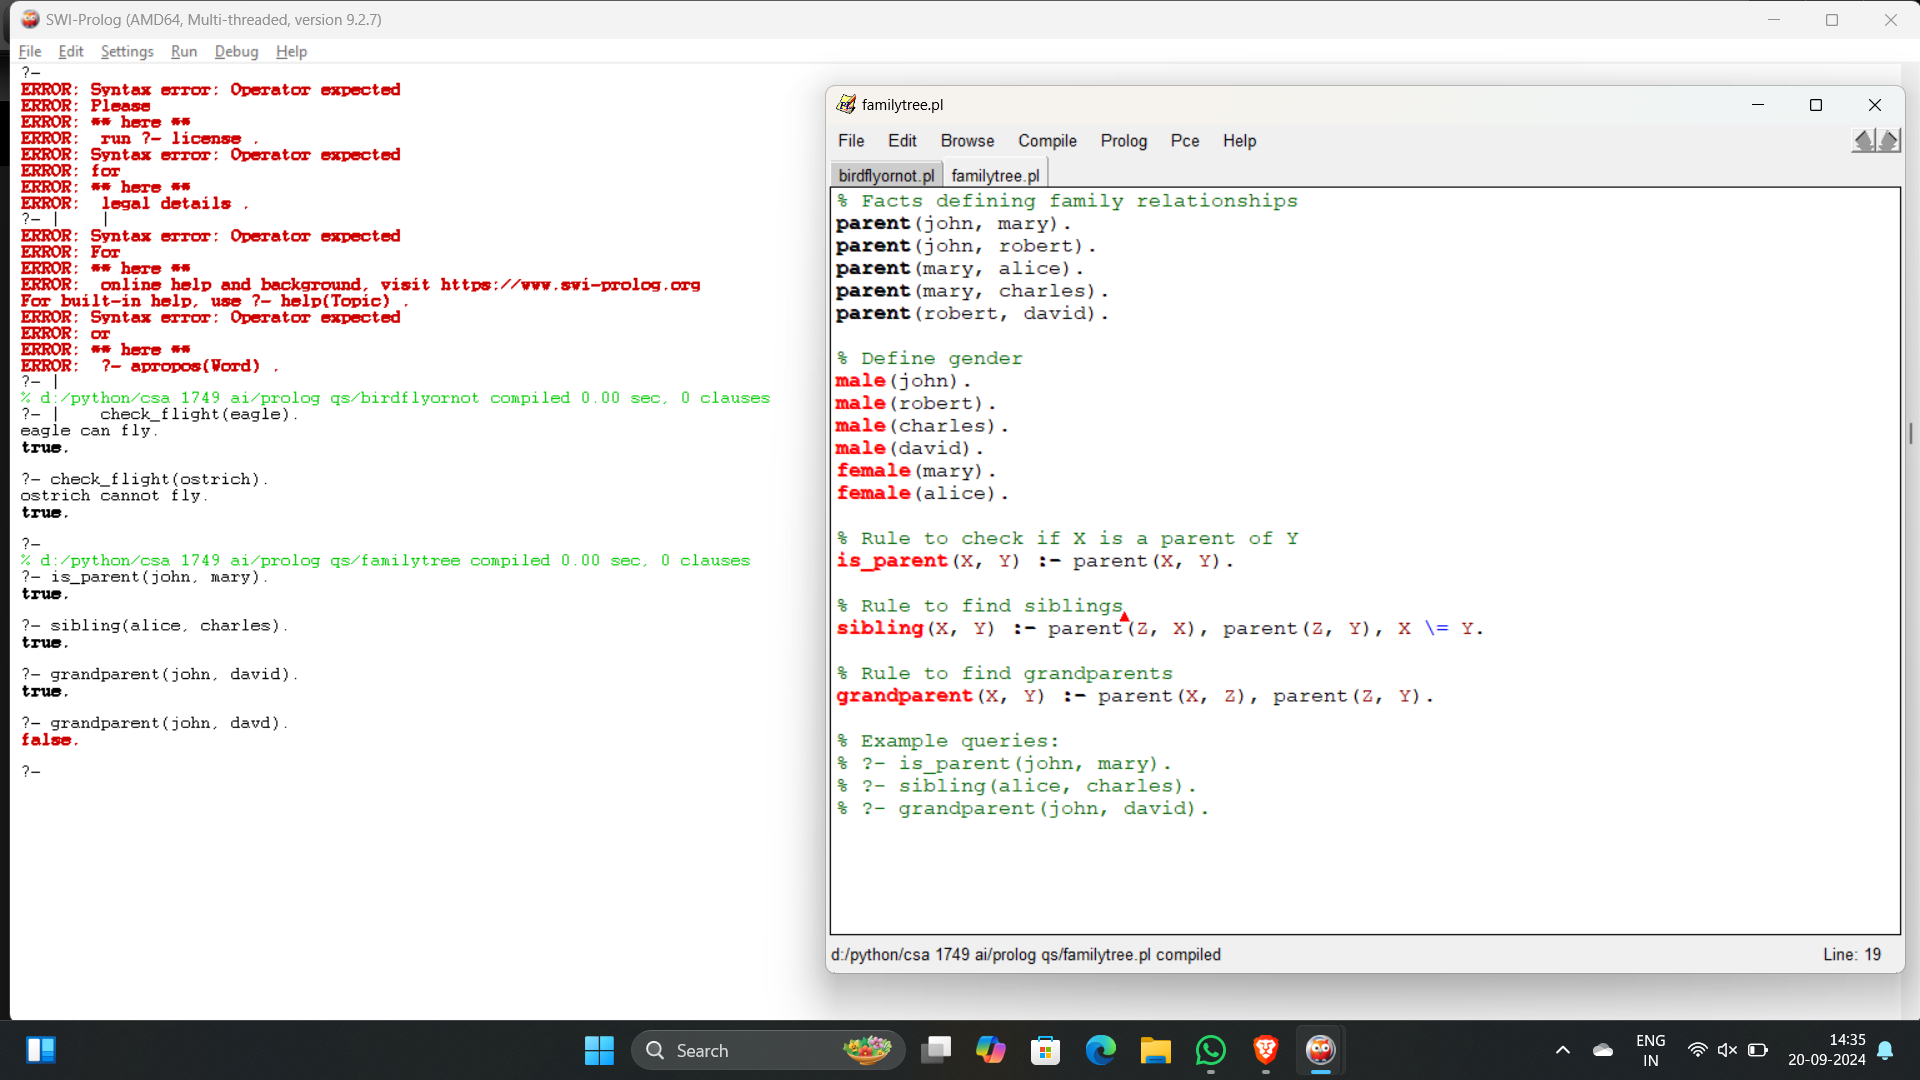 SWI-Prolog (AMD64, Multi-threaded, version 9.2.7)
File Edit Settings Run Debug Help
?-
ERROR: Syntax error: Operator expected
ERROR: Please
ERROR: ** here **
ERROR:  run ?- license .
ERROR: Syntax error: Operator expected
ERROR: for
ERROR: ** here **
ERROR:  legal details .
?- |    |
ERROR: Syntax error: Operator expected
ERROR: For
ERROR: ** here **
ERROR:  online help and background, visit https://www.swi-prolog.org
For built-in help, use ?- help(Topic) .
ERROR: Syntax error: Operator expected
ERROR: or
ERROR: ** here **
ERROR:  ?- apropos(Word) .
?- |
% d:/python/csa 1749 ai/prolog qs/birdflyornot compiled 0.00 sec, 0 clauses
?- |    check_flight(eagle).
eagle can fly.
true.
?- check_flight(ostrich).
ostrich cannot fly.
true.
?-
% d:/python/csa 1749 ai/prolog qs/familytree compiled 0.00 sec, 0 clauses
?- is_parent(john, mary).
true.
?- sibling(alice, charles).
true.
?- grandparent(john, david).
true.
?- grandparent(john, davd).
false.
?-
familytree.pl
File Edit Browse Compile Prolog Pce Help
birdflyornot.pl familytree.pl
% Facts defining family relationships
parent(john, mary).
parent(john, robert).
parent(mary, alice).
parent(mary, charles).
parent(robert, david).
% Define gender
male(john).
male(robert).
male(charles).
male(david).
female(mary).
female(alice).
% Rule to check if X is a parent of Y
is_parent(X, Y) :- parent(X, Y).
% Rule to find siblings
sibling(X, Y) :- parent(Z, X), parent(Z, Y), X \= Y.
% Rule to find grandparents
grandparent(X, Y) :- parent(X, Z), parent(Z, Y).
% Example queries:
% ?- is_parent(john, mary).
% ?- sibling(alice, charles).
% ?- grandparent(john, david).
d:/python/csa 1749 ai/prolog qs/familytree.pl compiled
Line: 19
Search
ENG
IN
14:35
20-09-2024